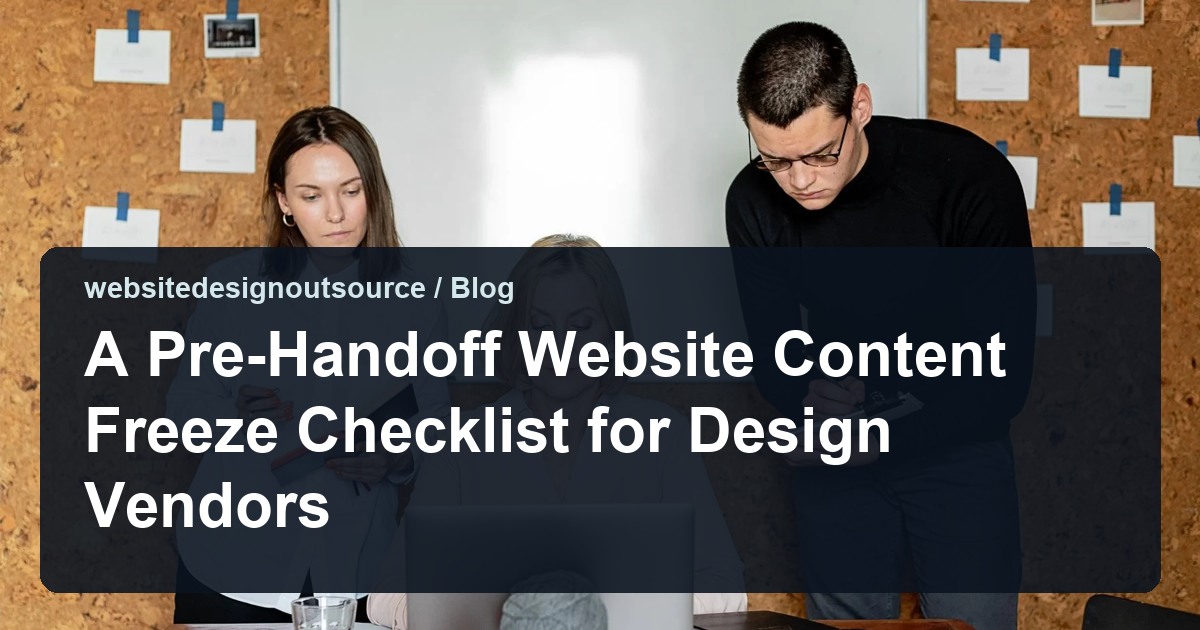 websitedesignoutsource / Blog
A Pre-Handoff Website Content
Freeze Checklist for Design
Vendors